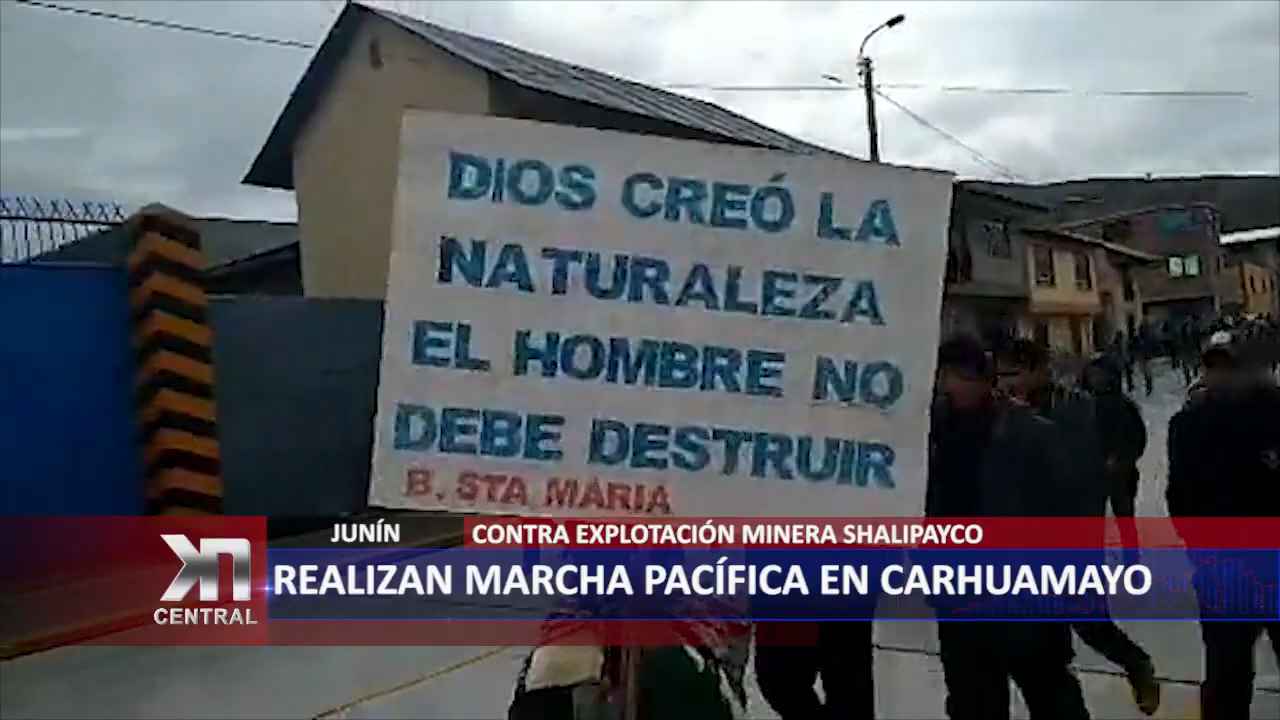 DIOS CREÓ LA
NATURALEZA
EL HOMBRE NO
DEBE DESTRUIR
B. STA MARIA
JUNÍN
CONTRA EXPLOTACIÓN MINERA SHALIPAYCO
REALIZAN MARCHA PACÍFICA EN CARHUAMAYO
CENTRAL